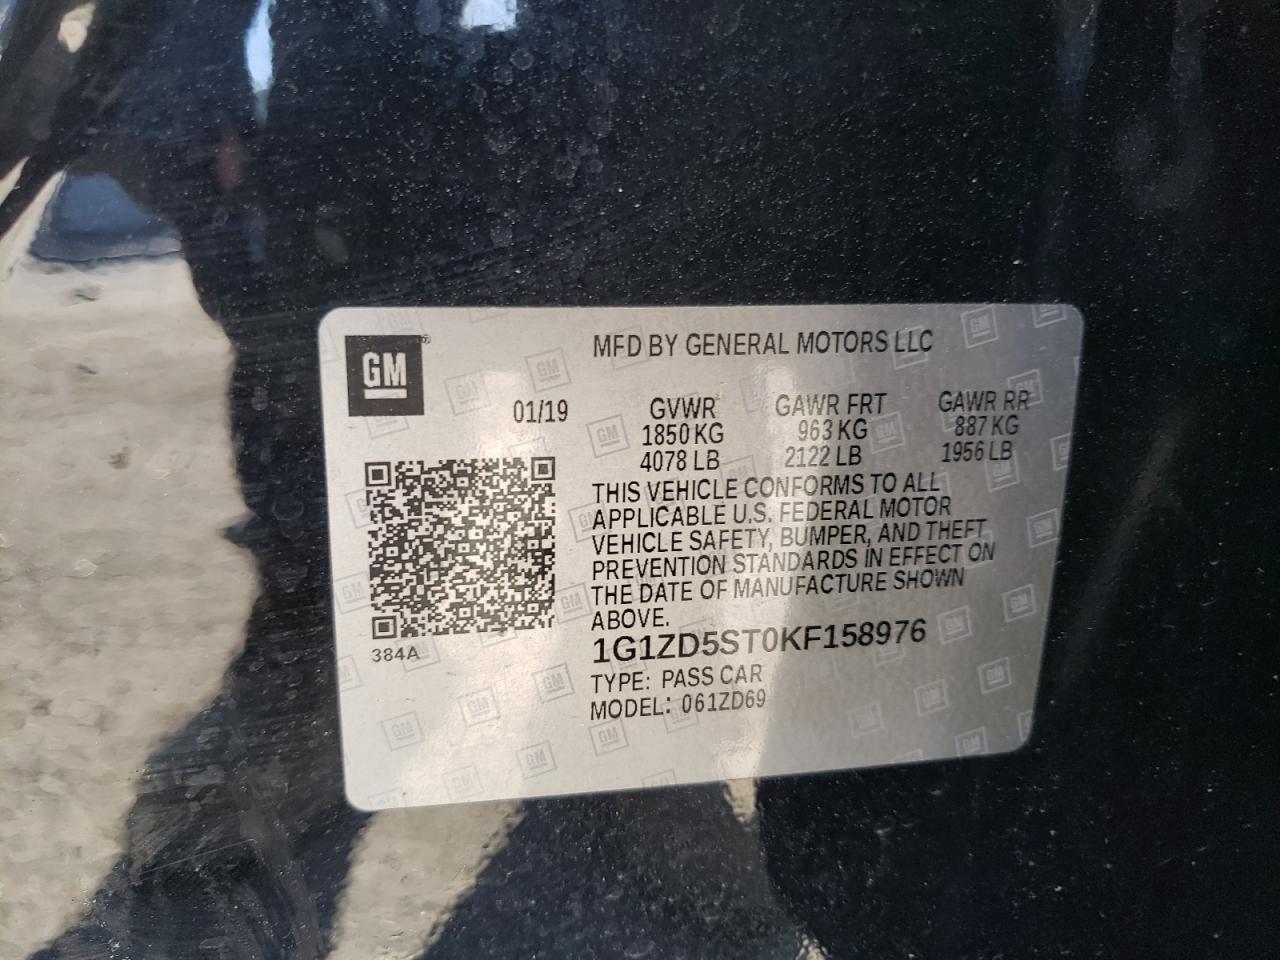 GM
MFD BY GENERAL MOTORS LLC
01/19
GVWR GAWR FRT GAWR RR
1850 KG 963 KG 887 KG
4078 LB 2122 LB 1956 LB
THIS VEHICLE CONFORMS TO ALL
APPLICABLE U.S. FEDERAL MOTOR
VEHICLE SAFETY, BUMPER, AND THEFT
PREVENTION STANDARDS IN EFFECT ON
THE DATE OF MANUFACTURE SHOWN
ABOVE.
384A
1G1ZD5ST0KF158976
TYPE: PASS CAR
MODEL: 061ZD69